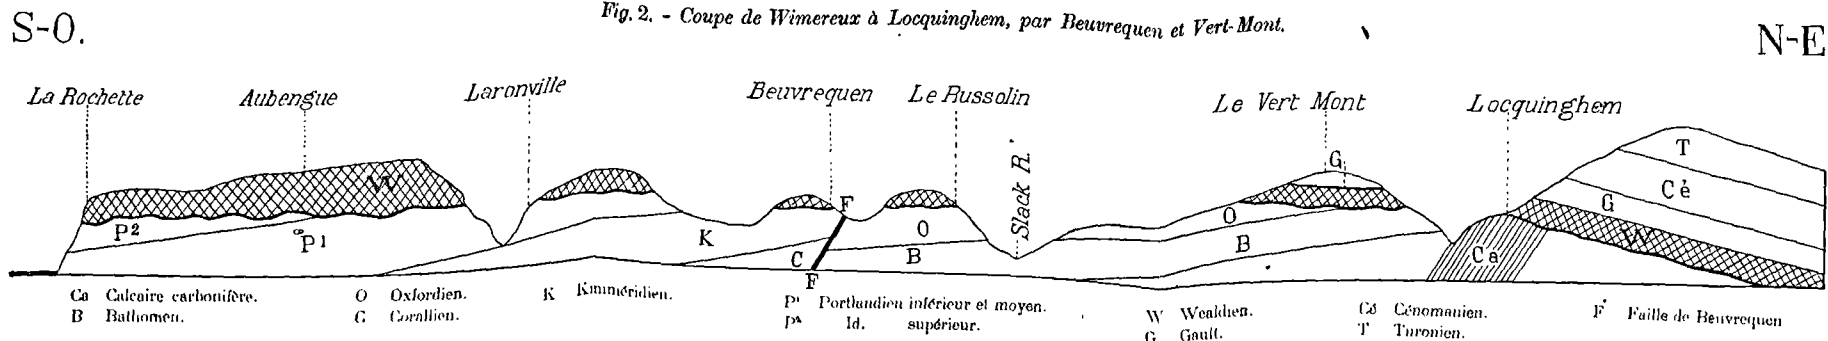 Fig. 2. - Coupe de Wimereux à Locquinghem, par Beuvrequen et Vert-Mont.
S-O.
N-E
La Rochette Aubengue Laronville Beuvrequen Le Russolin Le Vert Mont Locquinghem
Slack R.
G T
W Cé
F G
P² P¹ K O O W
C B B Ca
F
Ca Calcaire carbonifère. O Oxfordien. K Kimméridien. P¹ Portlandien inférieur et moyen. W Wealdien. Cé Cénomanien. F Faille de Beuvrequen
B Bathonien. C Corallien. P² Id. supérieur. G Gault. T Turonien.